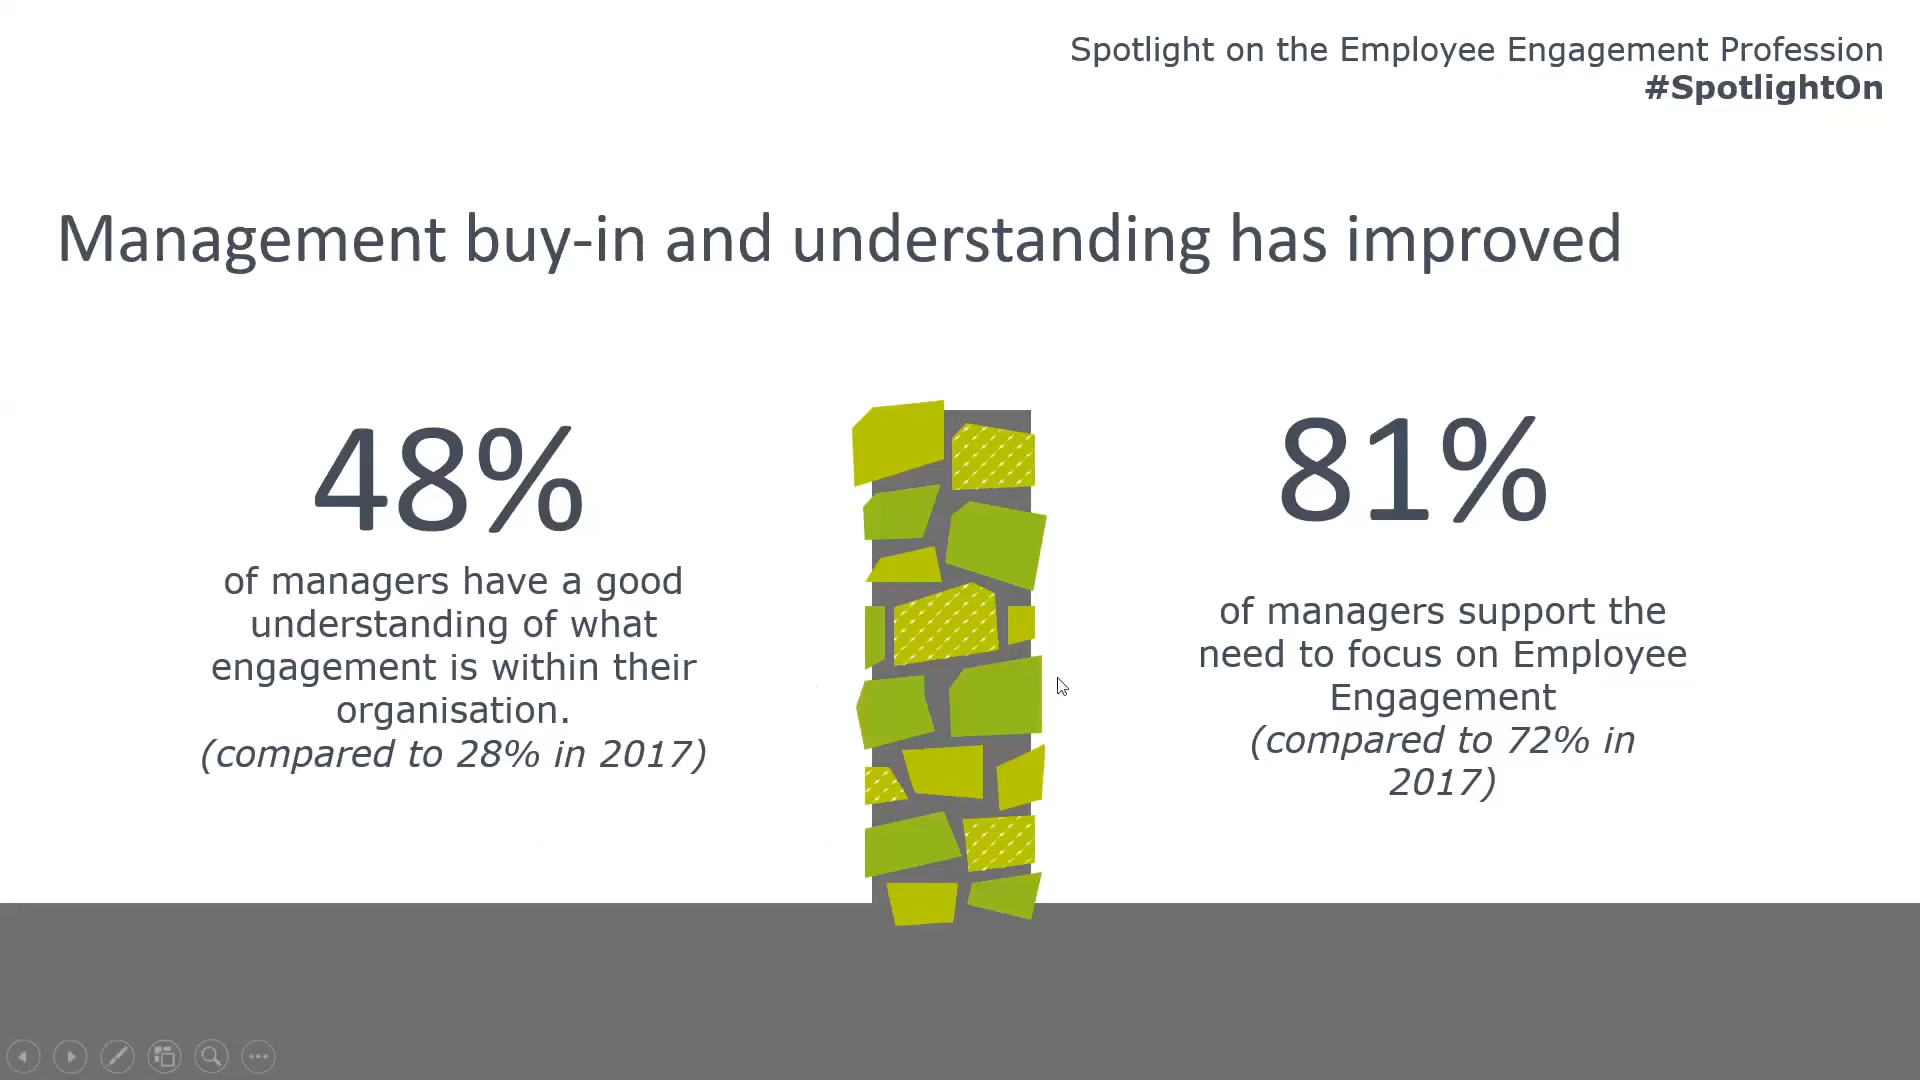 Spotlight on the Employee Engagement Profession
#SpotlightOn
Management buy-in and understanding has improved
48%
of managers have a good
understanding of what
engagement is within their
organisation.
(compared to 28% in 2017)
81%
of managers support the
need to focus on Employee
Engagement
(compared to 72% in
2017)